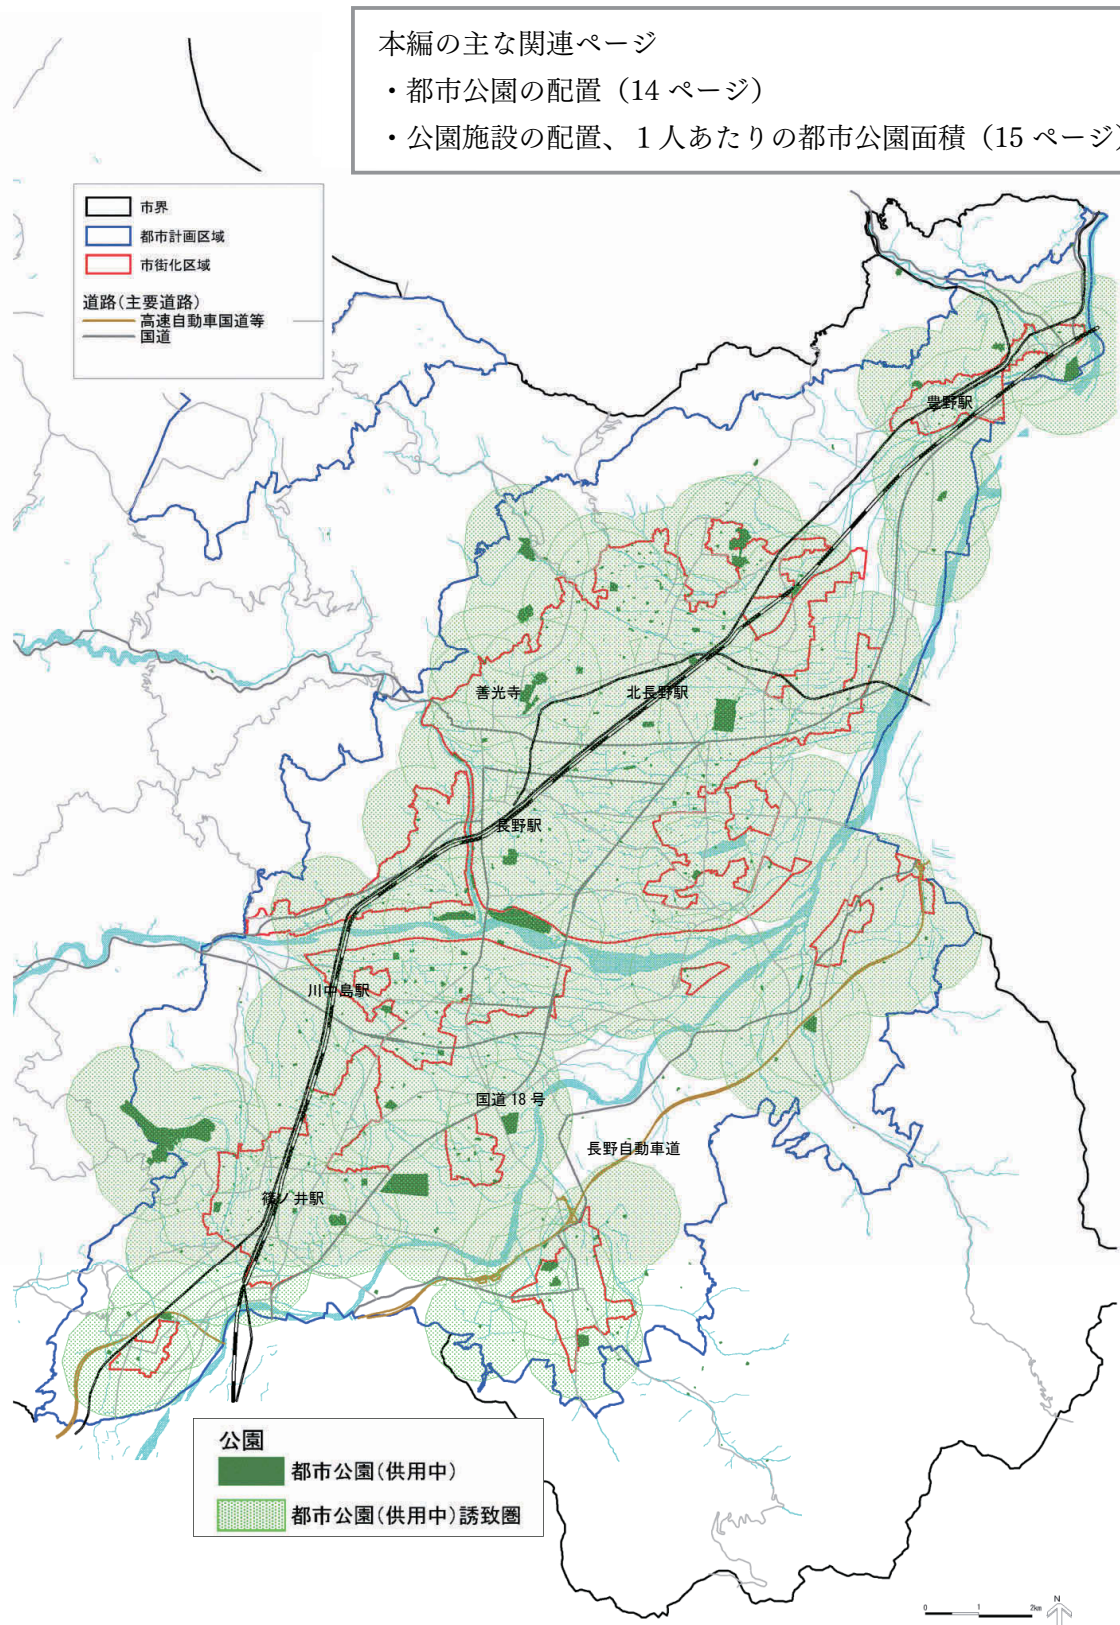 本編の主な関連ページ
・都市公園の配置（14 ページ）
・公園施設の配置、１人あたりの都市公園面積（15 ページ）
市界
都市計画区域
市街化区域
道路(主要道路)
高速自動車国道等
国道
豊野駅
善光寺
北長野駅
長野駅
川中島駅
国道 18 号
長野自動車道
篠ノ井駅
公園
都市公園(供用中)
都市公園(供用中)誘致圏
0 1 2km
N